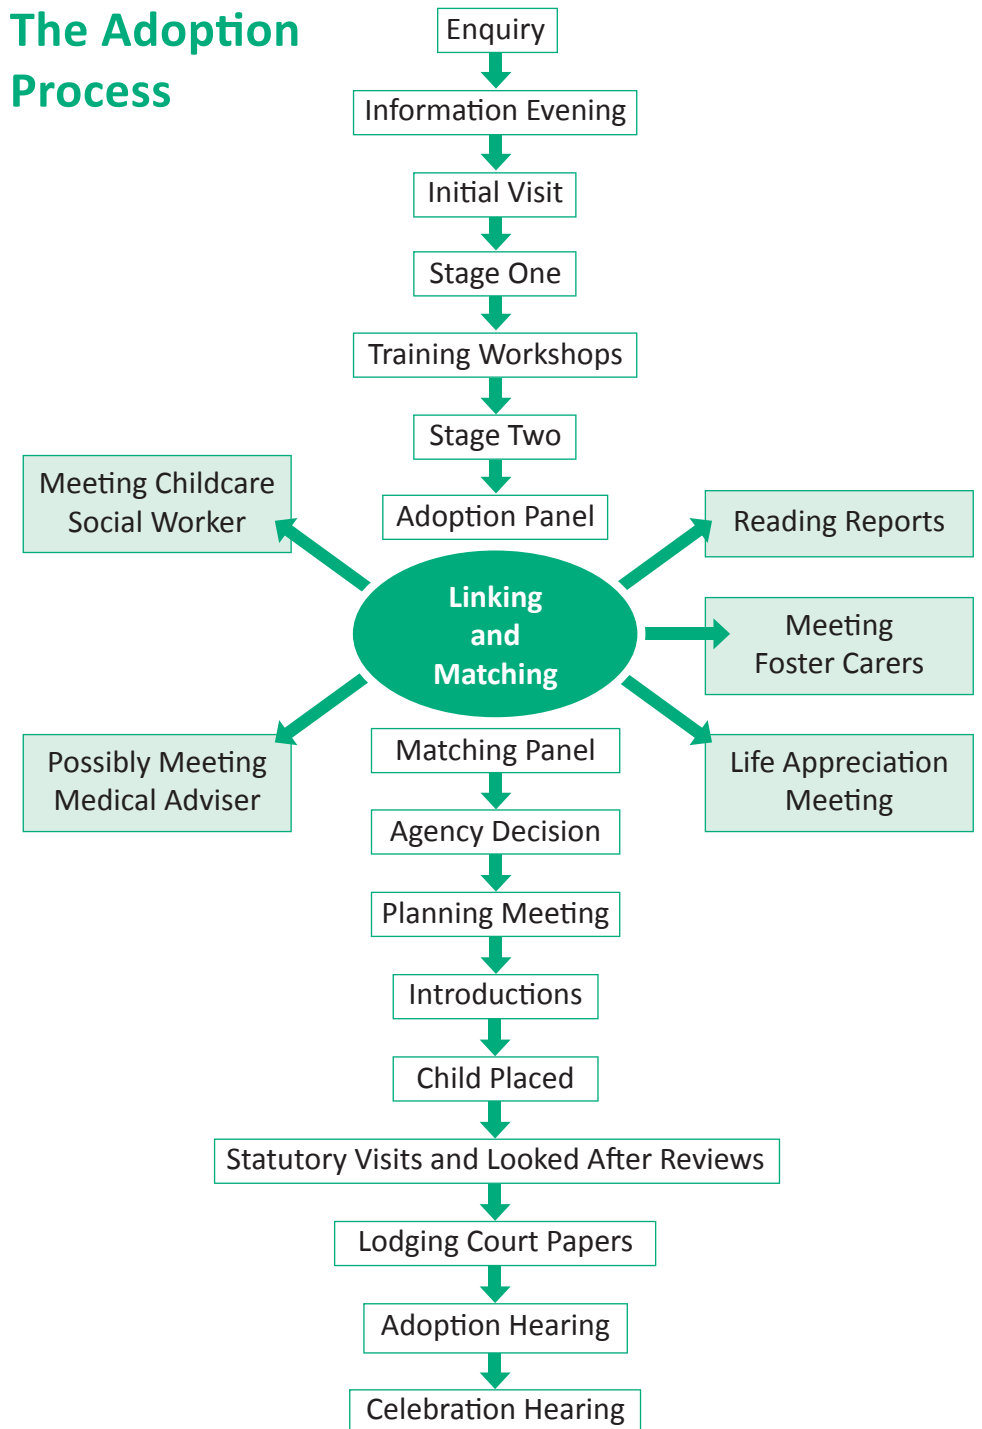 The Adoption
Process
Enquiry
Information Evening
Initial Visit
Stage One
Training Workshops
Stage Two
Adoption Panel
Meeting Childcare
Social Worker
Reading Reports
Linking
and
Matching
Meeting
Foster Carers
Possibly Meeting
Medical Adviser
Life Appreciation
Meeting
Matching Panel
Agency Decision
Planning Meeting
Introductions
Child Placed
Statutory Visits and Looked After Reviews
Lodging Court Papers
Adoption Hearing
Celebration Hearing